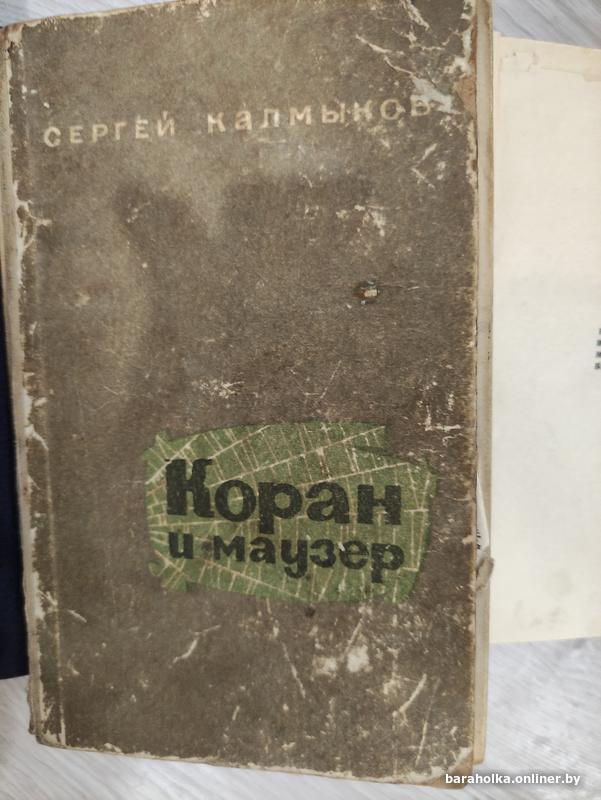 СЕРГЕЙ КАЛМЫКОВ
Коран
и маузер
baraholka.onliner.by